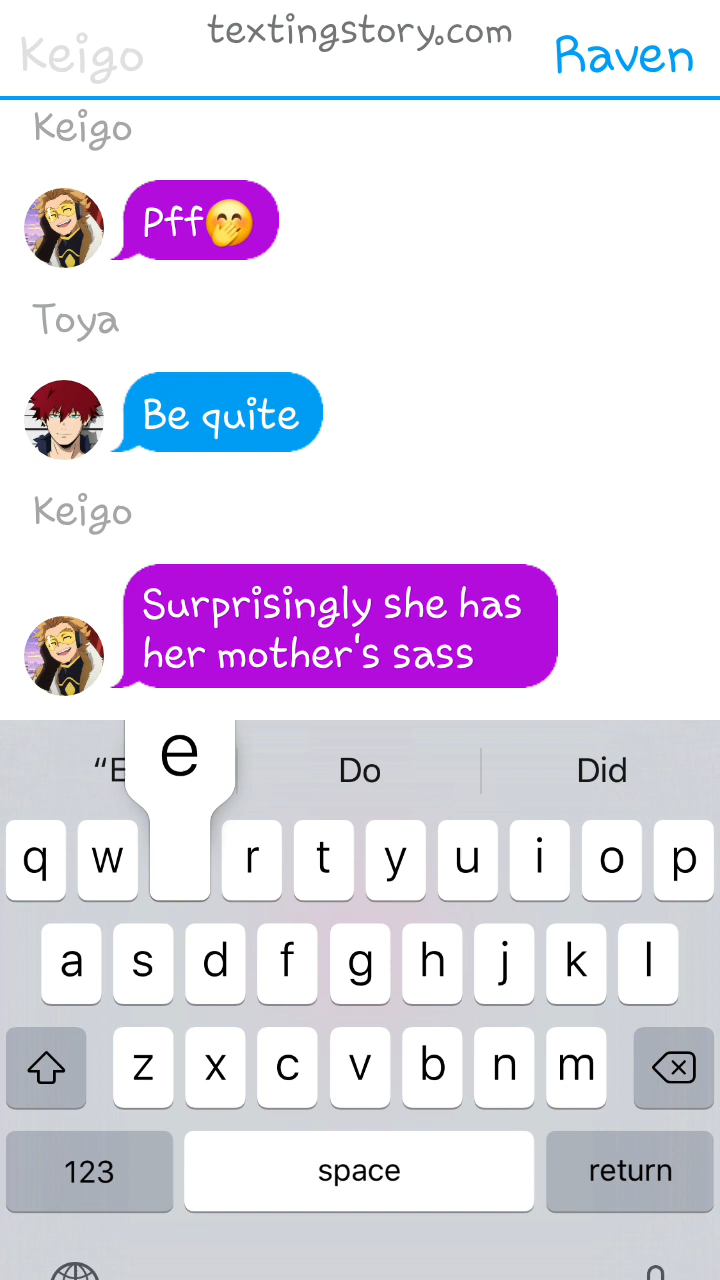 textingstory.com
Keigo
Raven
Keigo
Pff🤭
Toya
Be quite
Keigo
Surprisingly she has
her mother's sass
e
Do
Did
q w r t y u i o p
a s d f g h j k l
z x c v b n m
123 space return